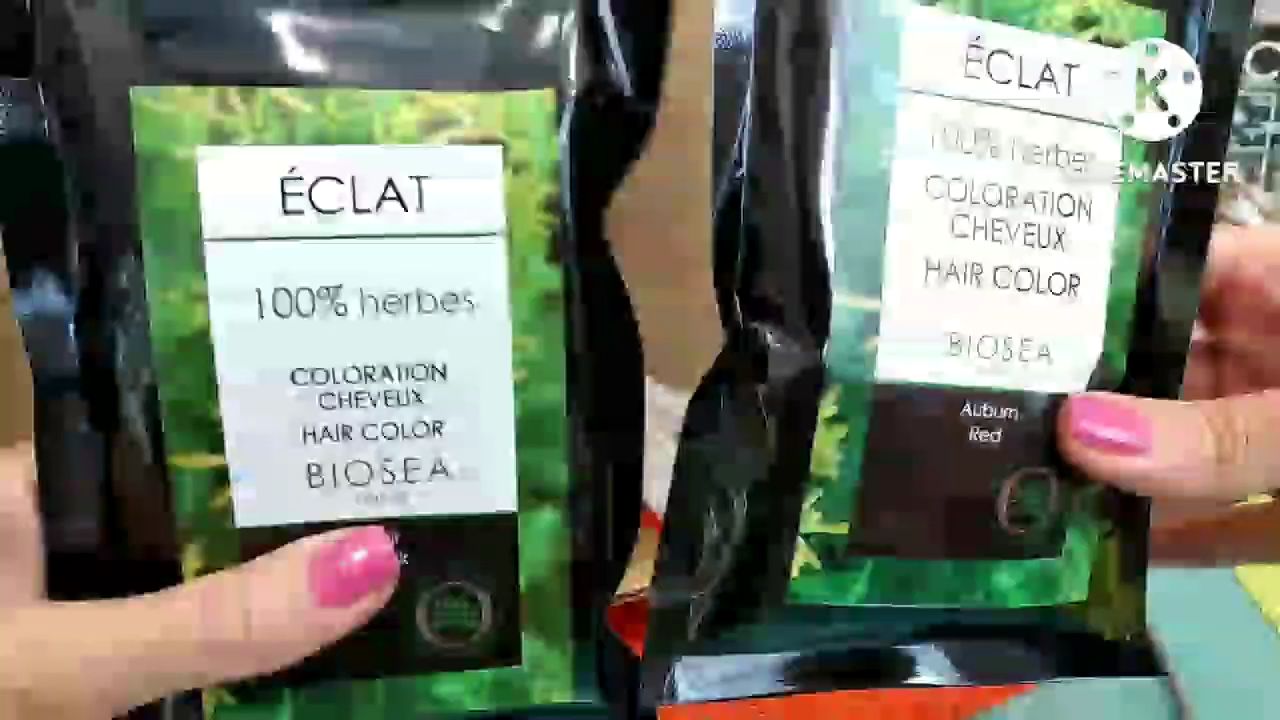 ÉCLAT
100% herbes
COLORATION
CHEVEUX
HAIR COLOR
BIOSEA
ÉCLAT
100% herbes
COLORATION
CHEVEUX
HAIR COLOR
BIOSEA
Auburn
Red
K
EMASTER